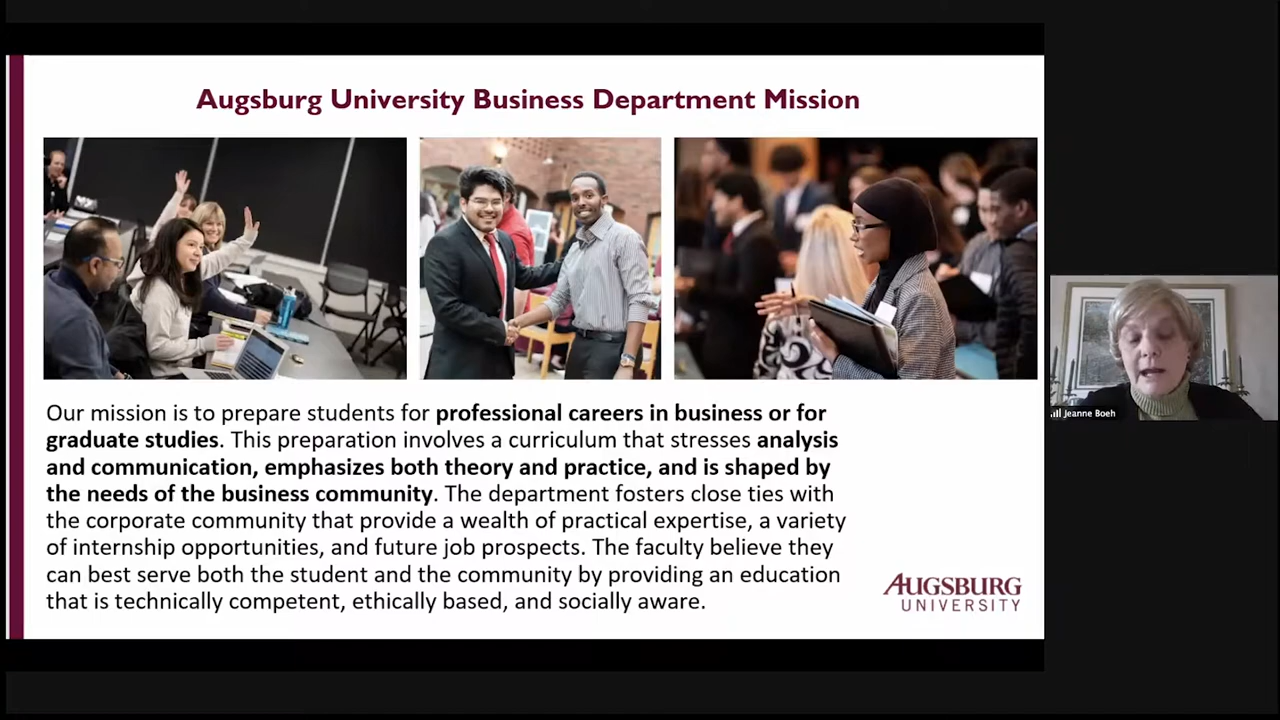 Augsburg University Business Department Mission
Our mission is to prepare students for professional careers in business or for
graduate studies. This preparation involves a curriculum that stresses analysis
and communication, emphasizes both theory and practice, and is shaped by
the needs of the business community. The department fosters close ties with
the corporate community that provide a wealth of practical expertise, a variety
of internship opportunities, and future job prospects. The faculty believe they
can best serve both the student and the community by providing an education
that is technically competent, ethically based, and socially aware.
AUGSBURG
UNIVERSITY
Jeanne Boeh